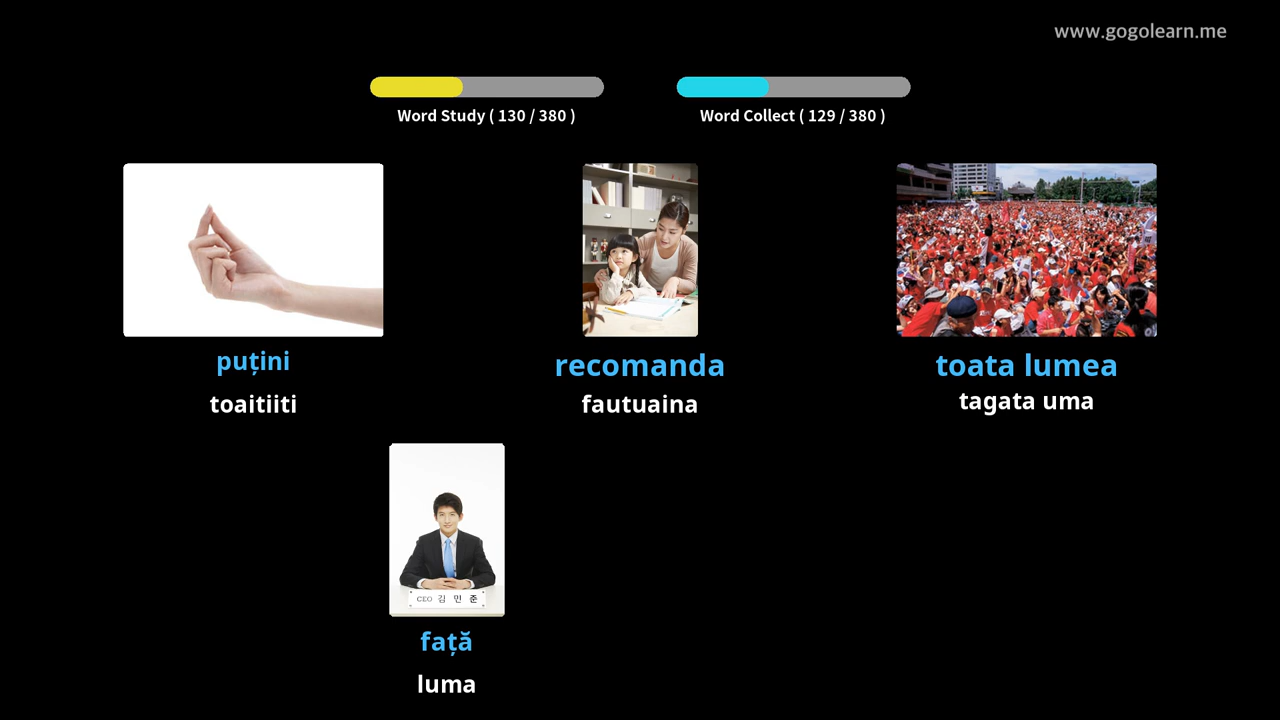 www.gogolearn.me
Word Study ( 130 / 380 )
Word Collect ( 129 / 380 )
puțini
toaitiiti
recomanda
fautuaina
toata lumea
tagata uma
CEO 김 민 준
față
luma